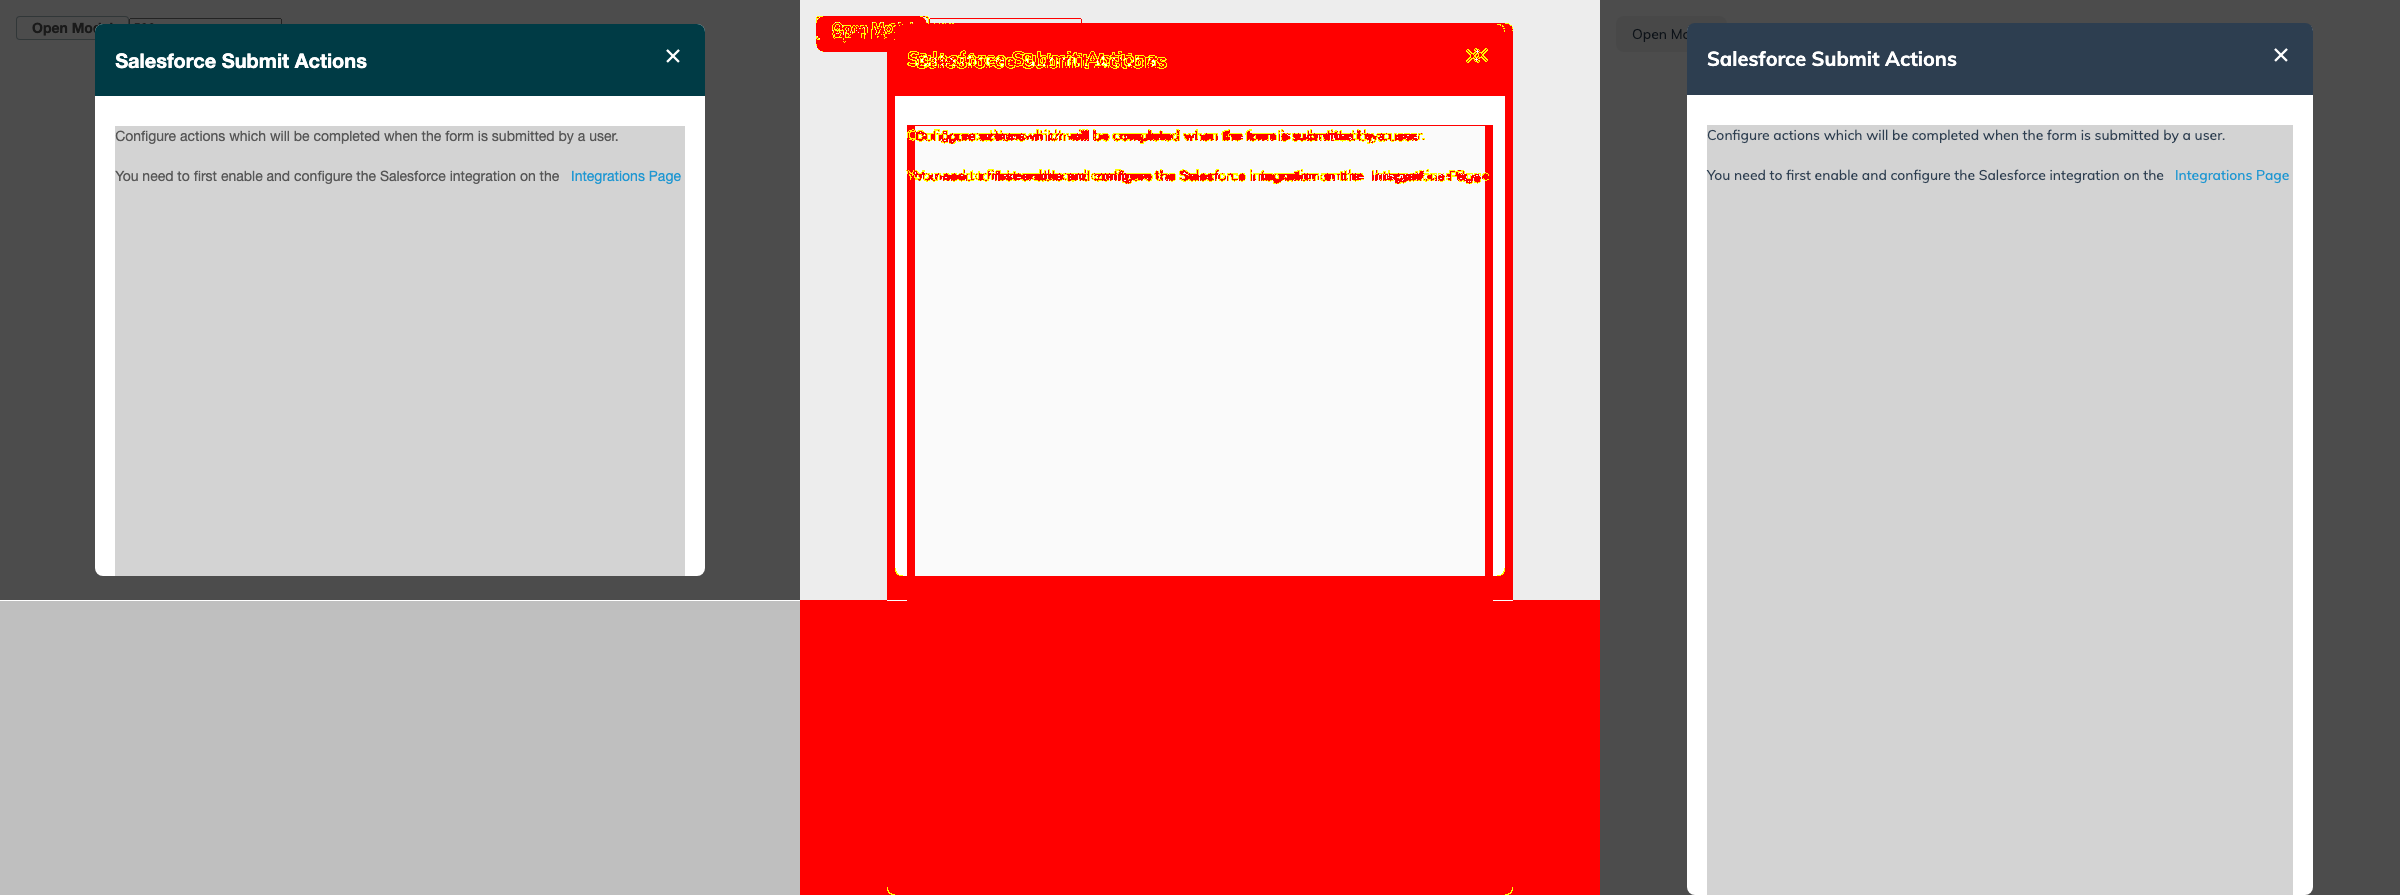 Open Mo
Salesforce Submit Actions
Configure actions which will be completed when the form is submitted by a user.
You need to first enable and configure the Salesforce integration on the Integrations Page
Salesforce Submit Actions
Configure actions which will be completed when the form is submitted by a user.
You need to first enable and configure the Salesforce integration on the Integrations Page
Open Mo
Salesforce Submit Actions
Configure actions which will be completed when the form is submitted by a user.
You need to first enable and configure the Salesforce integration on the Integrations Page